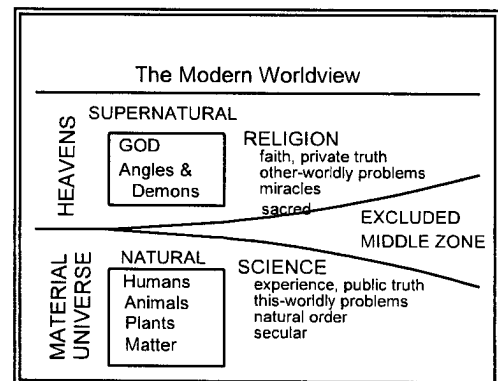 The Modern Worldview
HEAVENS
SUPERNATURAL
GOD
Angles &
Demons
RELIGION
faith, private truth
other-worldly problems
miracles
sacred
EXCLUDED
MIDDLE ZONE
MATERIAL
UNIVERSE
NATURAL
Humans
Animals
Plants
Matter
SCIENCE
experience, public truth
this-worldly problems
natural order
secular